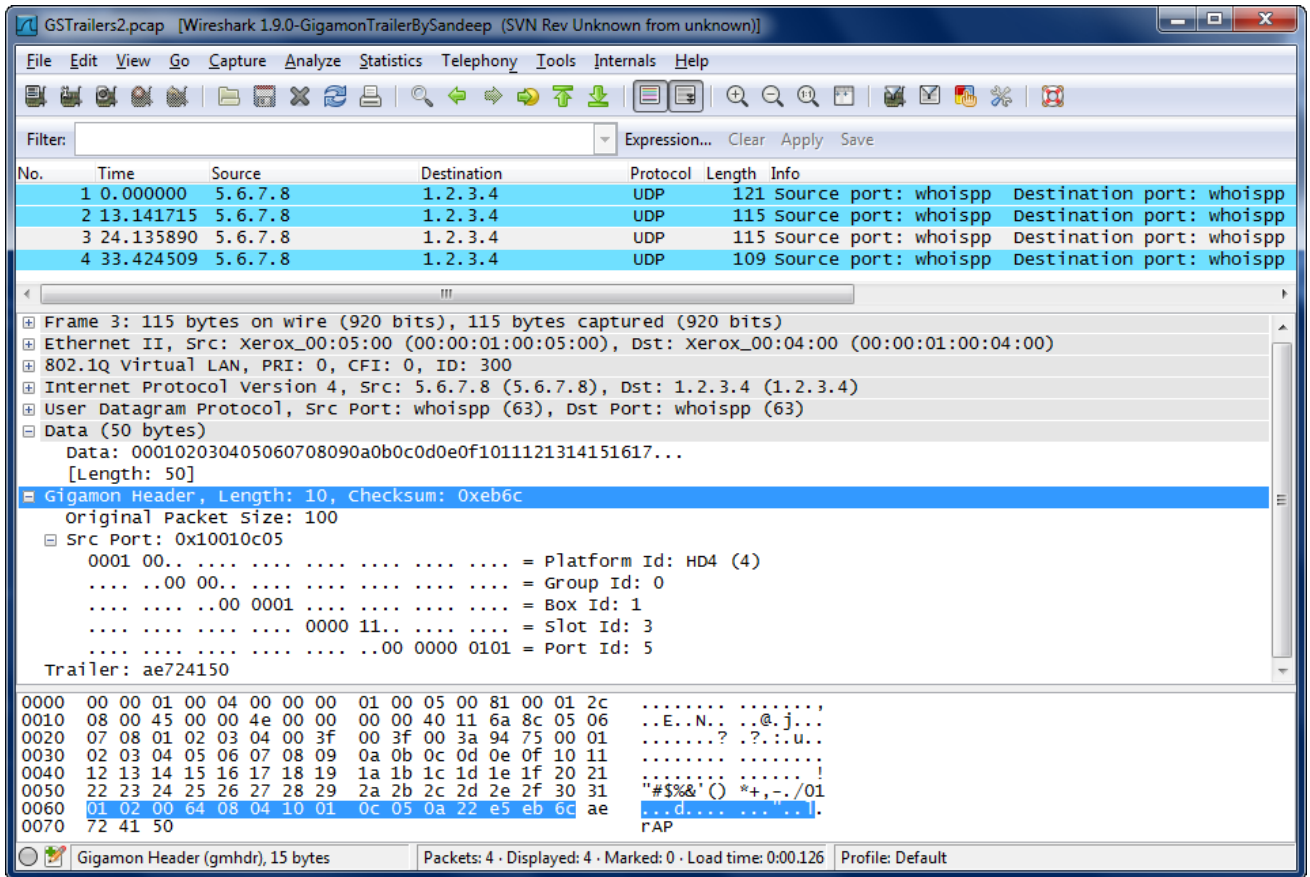 GSTrailers2.pcap [Wireshark 1.9.0-GigamonTrailerBySandeep (SVN Rev Unknown from unknown)]
File Edit View Go Capture Analyze Statistics Telephony Tools Internals Help
Filter: Expression... Clear Apply Save
No. Time Source Destination Protocol Length Info
1 0.000000 5.6.7.8 1.2.3.4 UDP 121 Source port: whoispp Destination port: whoispp
2 13.141715 5.6.7.8 1.2.3.4 UDP 115 Source port: whoispp Destination port: whoispp
3 24.135890 5.6.7.8 1.2.3.4 UDP 115 Source port: whoispp Destination port: whoispp
4 33.424509 5.6.7.8 1.2.3.4 UDP 109 Source port: whoispp Destination port: whoispp
Frame 3: 115 bytes on wire (920 bits), 115 bytes captured (920 bits)
Ethernet II, Src: Xerox_00:05:00 (00:00:01:00:05:00), Dst: Xerox_00:04:00 (00:00:01:00:04:00)
802.1Q Virtual LAN, PRI: 0, CFI: 0, ID: 300
Internet Protocol Version 4, Src: 5.6.7.8 (5.6.7.8), Dst: 1.2.3.4 (1.2.3.4)
User Datagram Protocol, Src Port: whoispp (63), Dst Port: whoispp (63)
Data (50 bytes)
Data: 000102030405060708090a0b0c0d0e0f1011121314151617...
[Length: 50]
Gigamon Header, Length: 10, Checksum: 0xeb6c
Original Packet Size: 100
Src Port: 0x10010c05
0001 00.. .... .... .... .... .... .... = Platform Id: HD4 (4)
.... ..00 00.. .... .... .... .... .... = Group Id: 0
.... .... ..00 0001 .... .... .... .... = Box Id: 1
.... .... .... .... 0000 11.. .... .... = Slot Id: 3
.... .... .... .... .... ..00 0000 0101 = Port Id: 5
Trailer: ae724150
0000 00 00 01 00 04 00 00 00 01 00 05 00 81 00 01 2c ........ .......,
0010 08 00 45 00 00 4e 00 00 00 00 40 11 6a 8c 05 06 ..E..N.. ..@.j...
0020 07 08 01 02 03 04 00 3f 00 3f 00 3a 94 75 00 01 .......? .?.:.u..
0030 02 03 04 05 06 07 08 09 0a 0b 0c 0d 0e 0f 10 11 ........ ........
0040 12 13 14 15 16 17 18 19 1a 1b 1c 1d 1e 1f 20 21 ........ ...... !
0050 22 23 24 25 26 27 28 29 2a 2b 2c 2d 2e 2f 30 31 "#$%&'() *+,-./01
0060 01 02 00 64 08 04 10 01 0c 05 0a 22 e5 eb 6c ae ...d.... ..."..l.
0070 72 41 50 rAP
Gigamon Header (gmhdr), 15 bytes Packets: 4 · Displayed: 4 · Marked: 0 · Load time: 0:00.126 Profile: Default